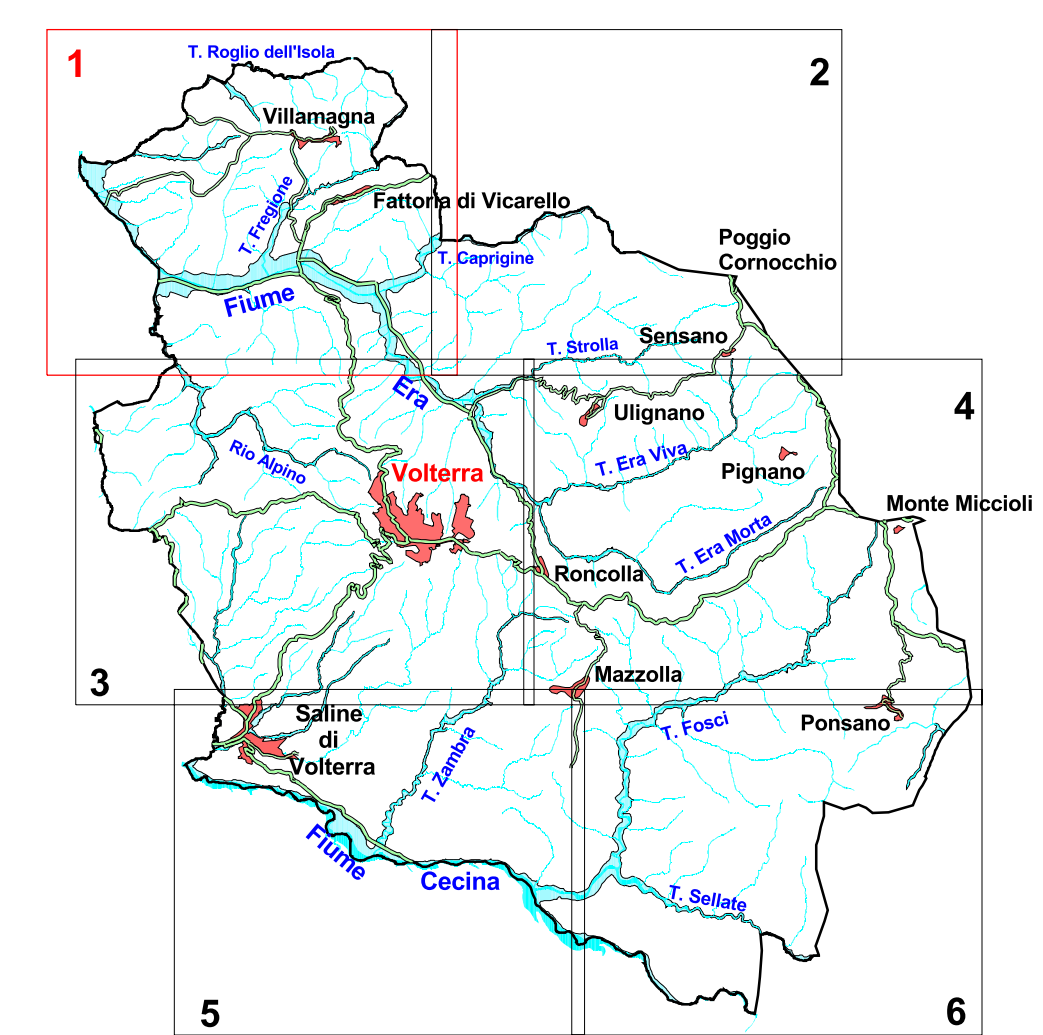 T. Roglio dell'Isola
1
2
Villamagna
T. Fregione
Fattoria di Vicarello
Poggio
Cornocchio
T. Caprigine
Fiume
Sensano
T. Strolla
Era
Ulignano
4
T. Era Viva
Rio Alpino
Volterra
Pignano
Monte Miccioli
T. Era Morta
Roncolla
3
Mazzolla
Saline
di
Volterra
T. Zambra
T. Fosci
Ponsano
Fiume
Cecina
T. Sellate
5
6